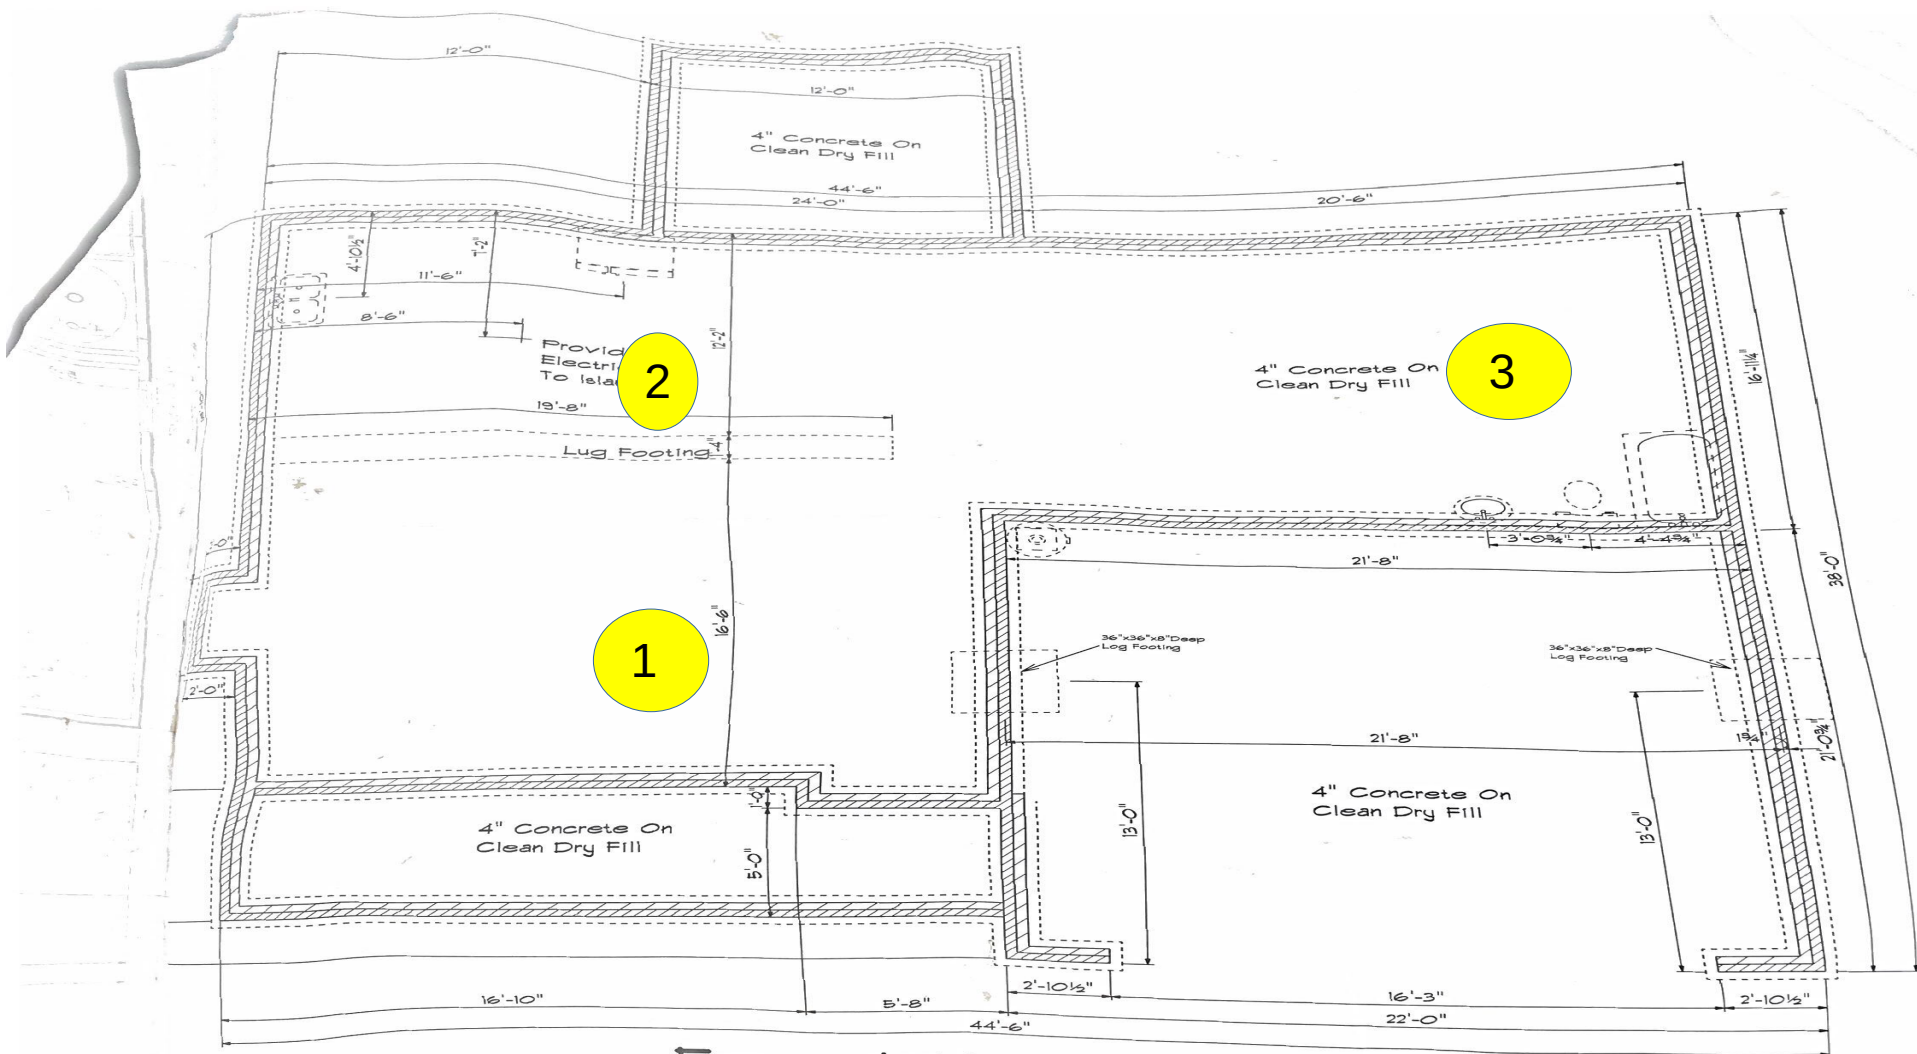 12'-0"
12'-0"
4" Concrete On
Clean Dry Fill
44'-6"
24'-0"
20'-6"
4'-10½"
7'-2"
11'-6"
8'-6"
12'-2"
Provid
Electri
To Isla
2
4" Concrete On
Clean Dry Fill
3
16'-11¼"
19'-8"
Lug Footing
3'-0¾"
4'-4¾"
21'-8"
38'-0"
16'-6"
1
36"x36"x8"Deep
Log Footing
36"x36"x8"Deep
Log Footing
2'-0"
21'-8"
1¾"
21'-0¾"
4" Concrete On
Clean Dry Fill
13'-0"
13'-0"
1'-0"
4" Concrete On
Clean Dry Fill
5'-0"
16'-10"
5'-8"
2'-10½"
16'-3"
2'-10½"
22'-0"
44'-6"